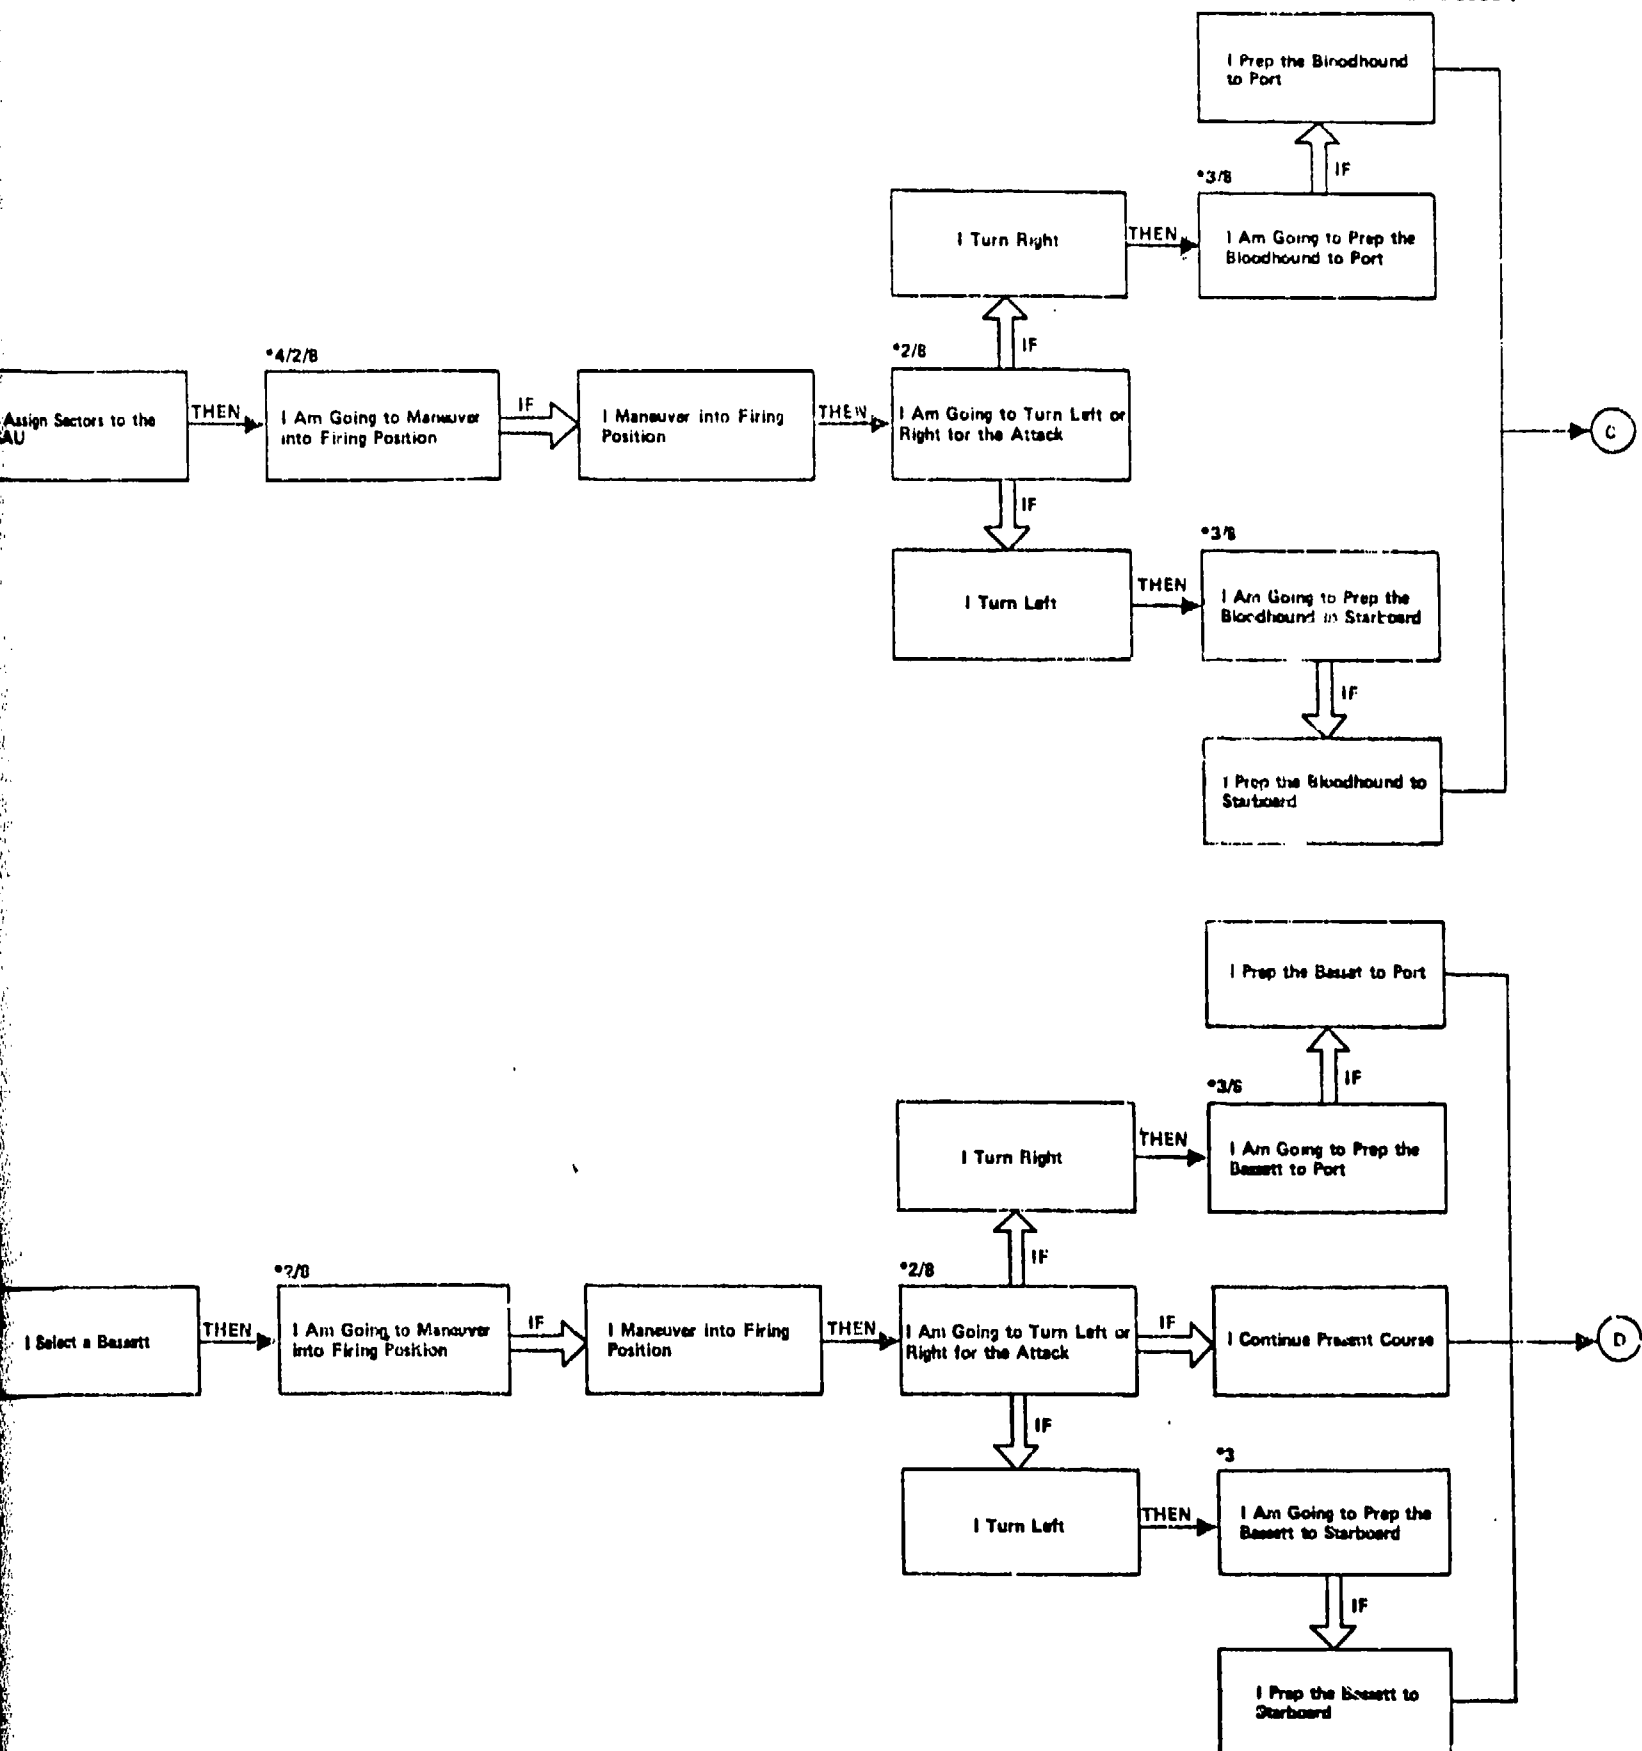 I Prep the Bloodhound
to Port
IF
*3/8
I Turn Right
THEN
I Am Going to Prep the
Bloodhound to Port
IF
*4/2/8
*2/8
Assign Sectors to the
AU
THEN
I Am Going to Maneuver
into Firing Position
IF
I Maneuver into Firing
Position
THEN
I Am Going to Turn Left or
Right for the Attack
C
IF
*3/8
I Turn Left
THEN
I Am Going to Prep the
Bloodhound to Starboard
IF
I Prep the Bloodhound to
Starboard
I Prep the Basset to Port
IF
*3/6
I Turn Right
THEN
I Am Going to Prep the
Bassett to Port
IF
*?/8
*2/8
I Select a Bassett
THEN
I Am Going to Maneuver
into Firing Position
IF
I Maneuver into Firing
Position
THEN
I Am Going to Turn Left or
Right for the Attack
IF
I Continue Present Course
D
IF
*3
I Turn Left
THEN
I Am Going to Prep the
Bassett to Starboard
IF
I Prep the Bassett to
Starboard